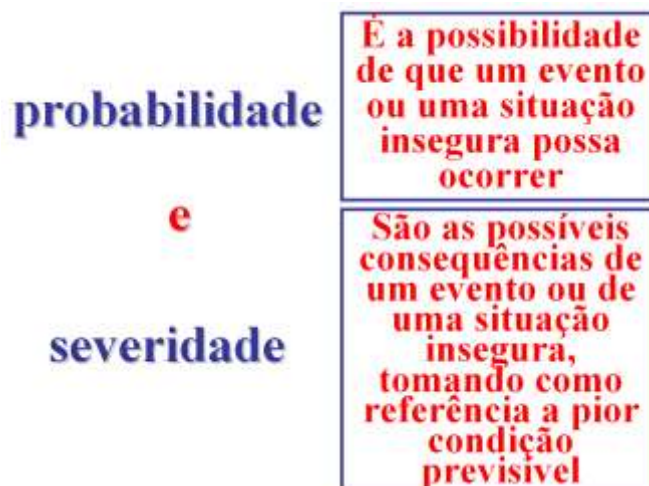 probabilidade
É a possibilidade
de que um evento
ou uma situação
insegura possa
ocorrer
e
severidade
São as possíveis
consequências de
um evento ou de
uma situação
insegura,
tomando como
referência a pior
condição
previsível